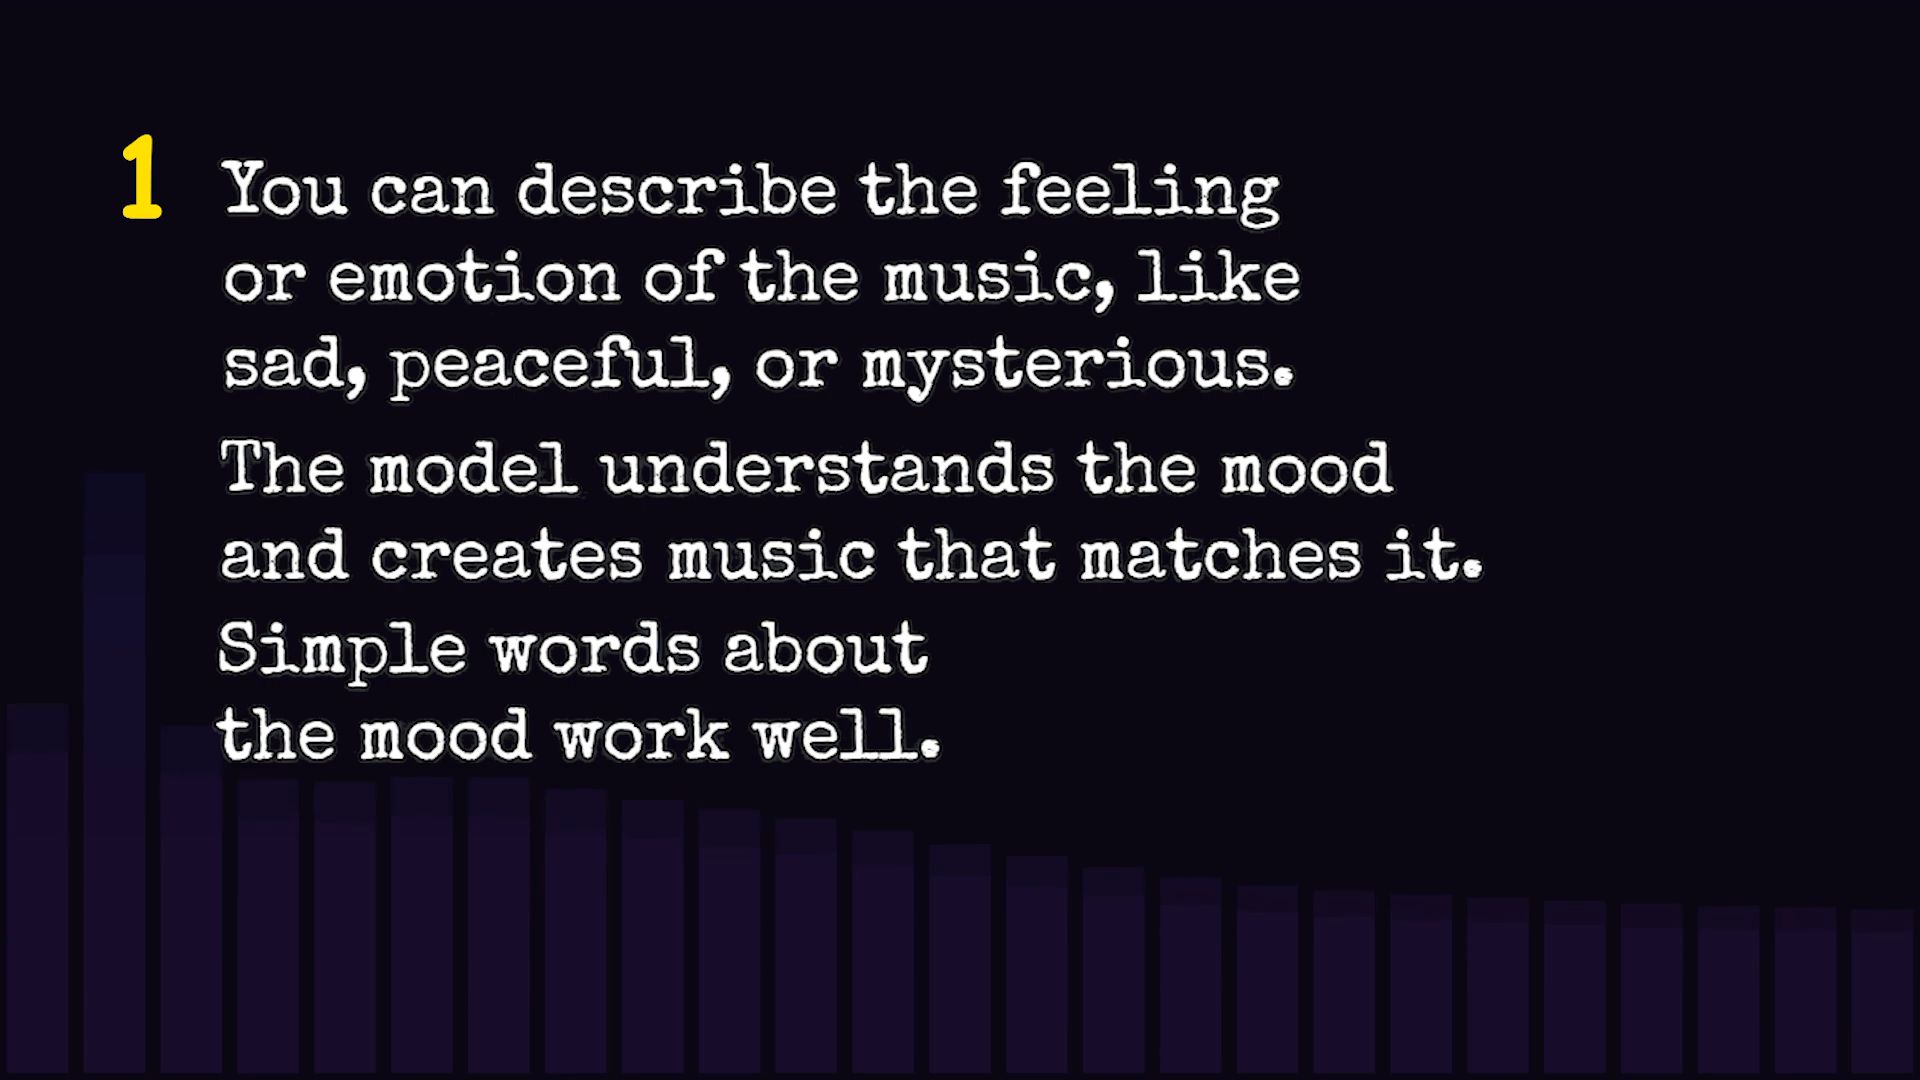 1 You can describe the feeling
or emotion of the music, like
sad, peaceful, or mysterious.
The model understands the mood
and creates music that matches it.
Simple words about
the mood work well.